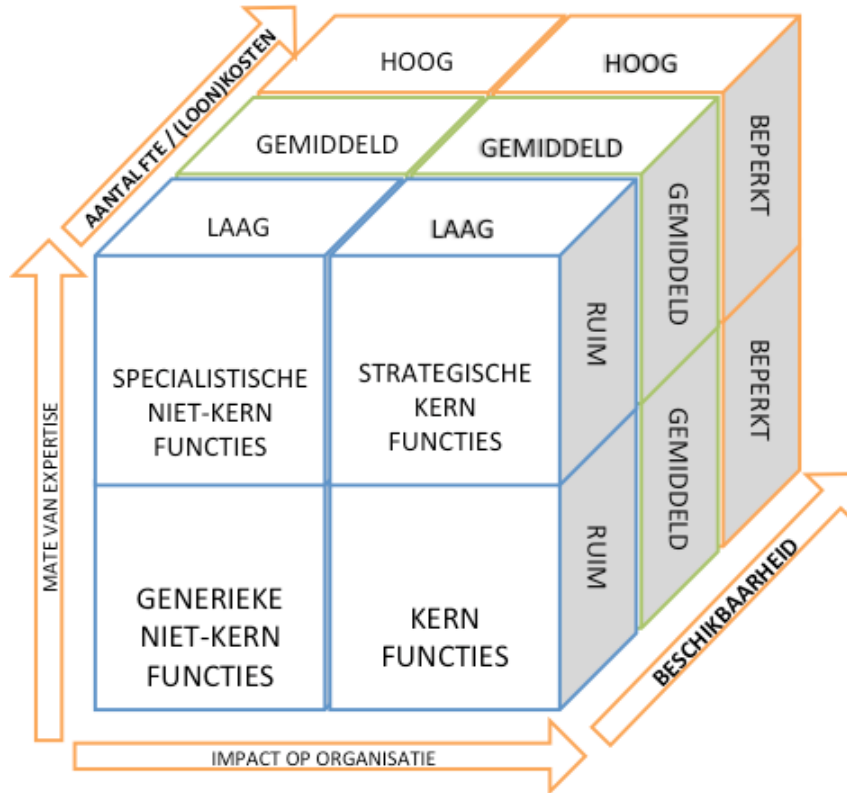 AANTAL FTE / (LOON)KOSTEN
HOOG
HOOG
GEMIDDELD
GEMIDDELD
LAAG
LAAG
BEPERKT
GEMIDDELD
RUIM
BEPERKT
GEMIDDELD
RUIM
MATE VAN EXPERTISE
SPECIALISTISCHE
NIET-KERN
FUNCTIES
STRATEGISCHE
KERN
FUNCTIES
GENERIEKE
NIET-KERN
FUNCTIES
KERN
FUNCTIES
BESCHIKBAARHEID
IMPACT OP ORGANISATIE